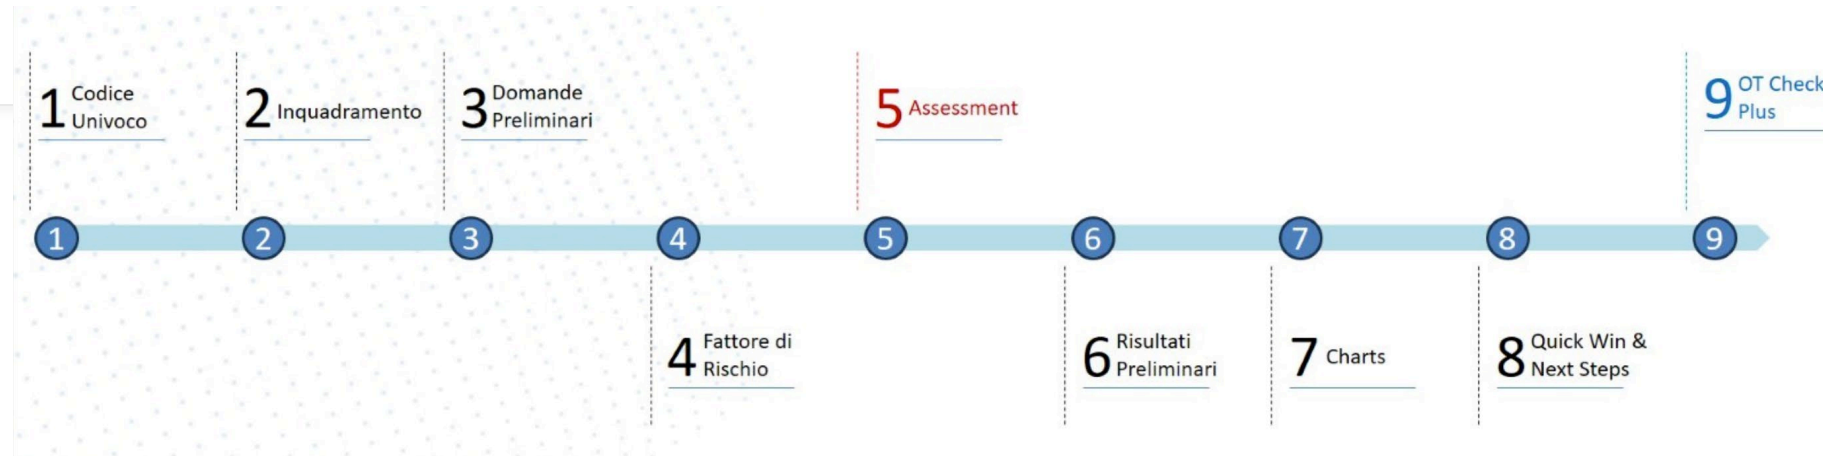 1 Codice
Univoco
2 Inquadramento
3 Domande
Preliminari
5 Assessment
9 OT Check
Plus
1 2 3 4 5 6 7 8 9
4 Fattore di
Rischio
6 Risultati
Preliminari
7 Charts
8 Quick Win &
Next Steps